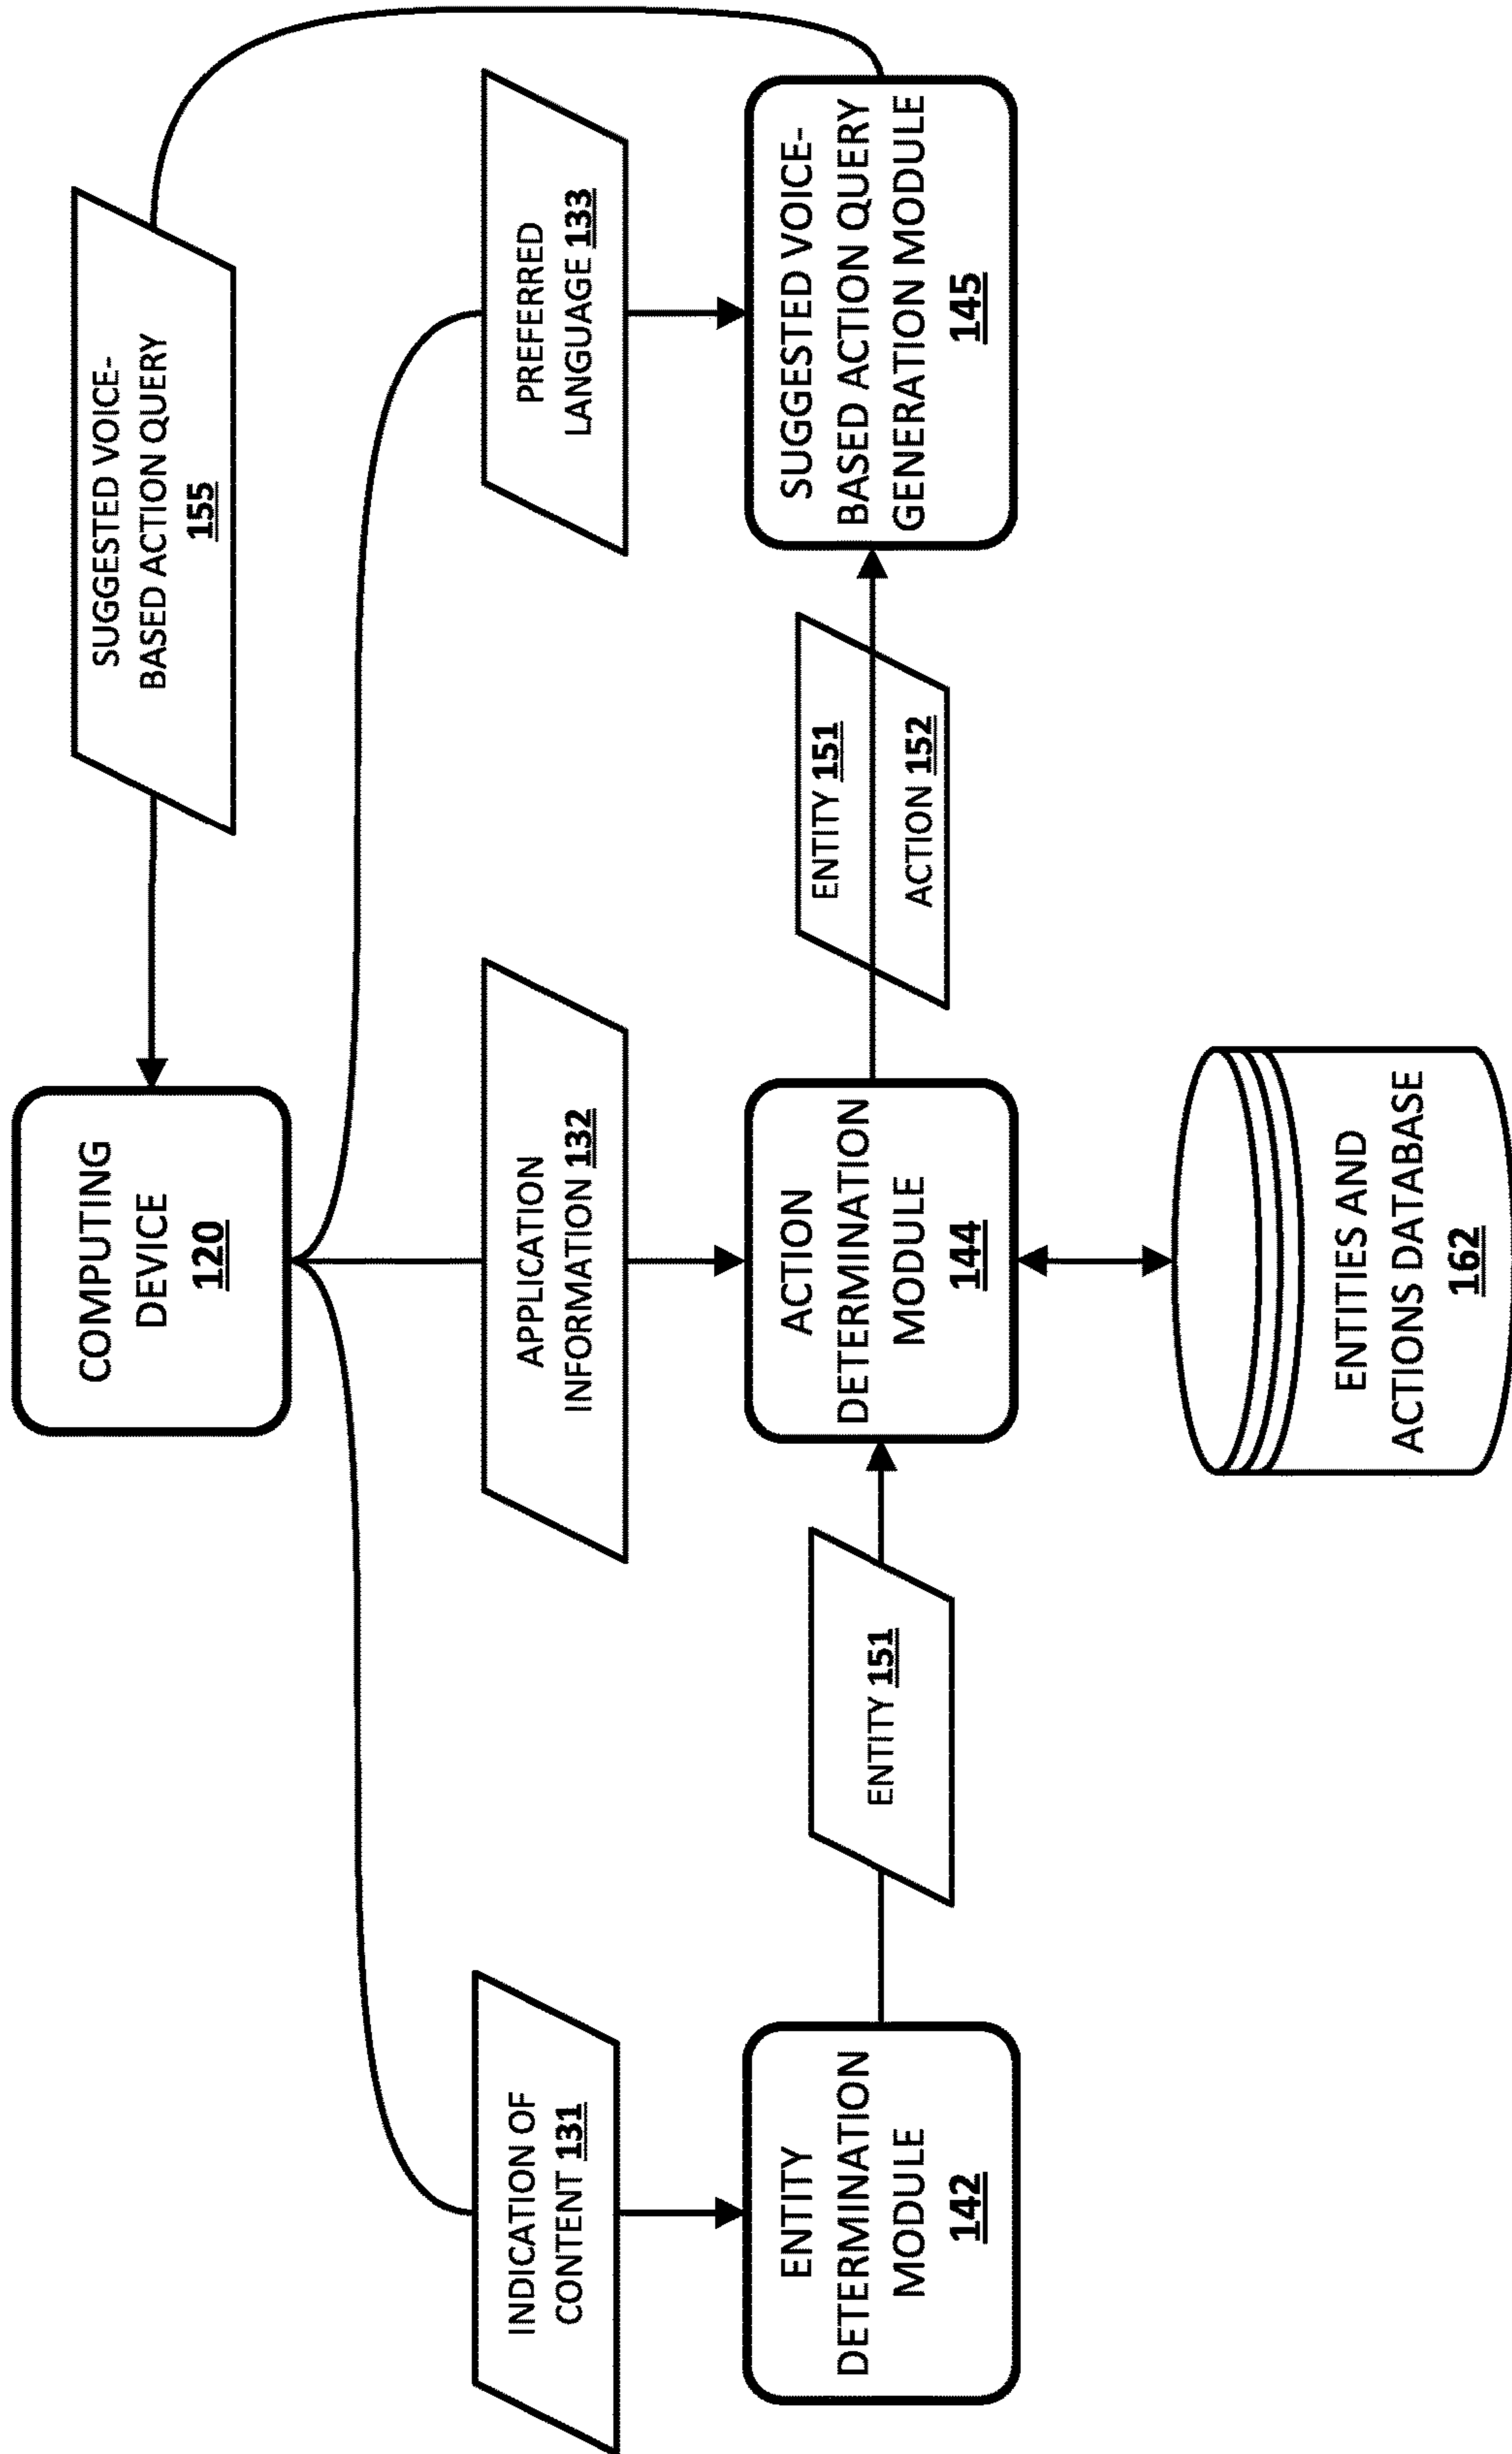 COMPUTING
DEVICE
120
SUGGESTED VOICE-
BASED ACTION QUERY
155
INDICATION OF
CONTENT 131
APPLICATION
INFORMATION 132
PREFERRED
LANGUAGE 133
ENTITY
DETERMINATION
MODULE
142
ENTITY 151
ACTION
DETERMINATION
MODULE
144
ENTITY 151
ACTION 152
SUGGESTED VOICE-
BASED ACTION QUERY
GENERATION MODULE
145
ENTITIES AND
ACTIONS DATABASE
162